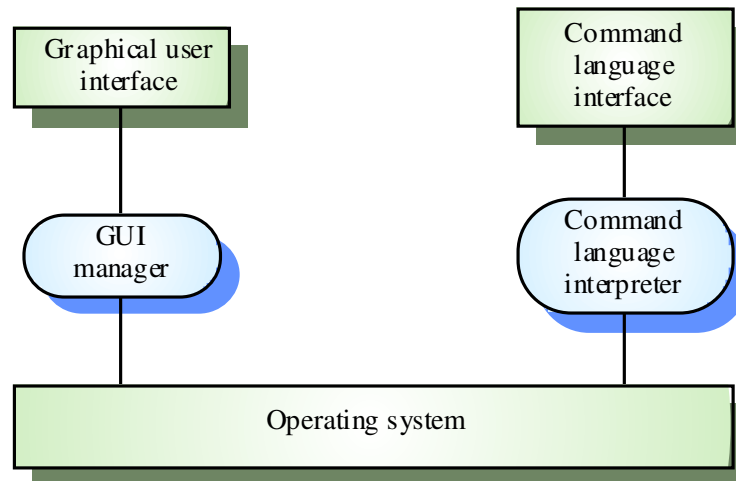 Graphical user
interface
Command
language
interface
GUI
manager
Command
language
interpreter
Operating system